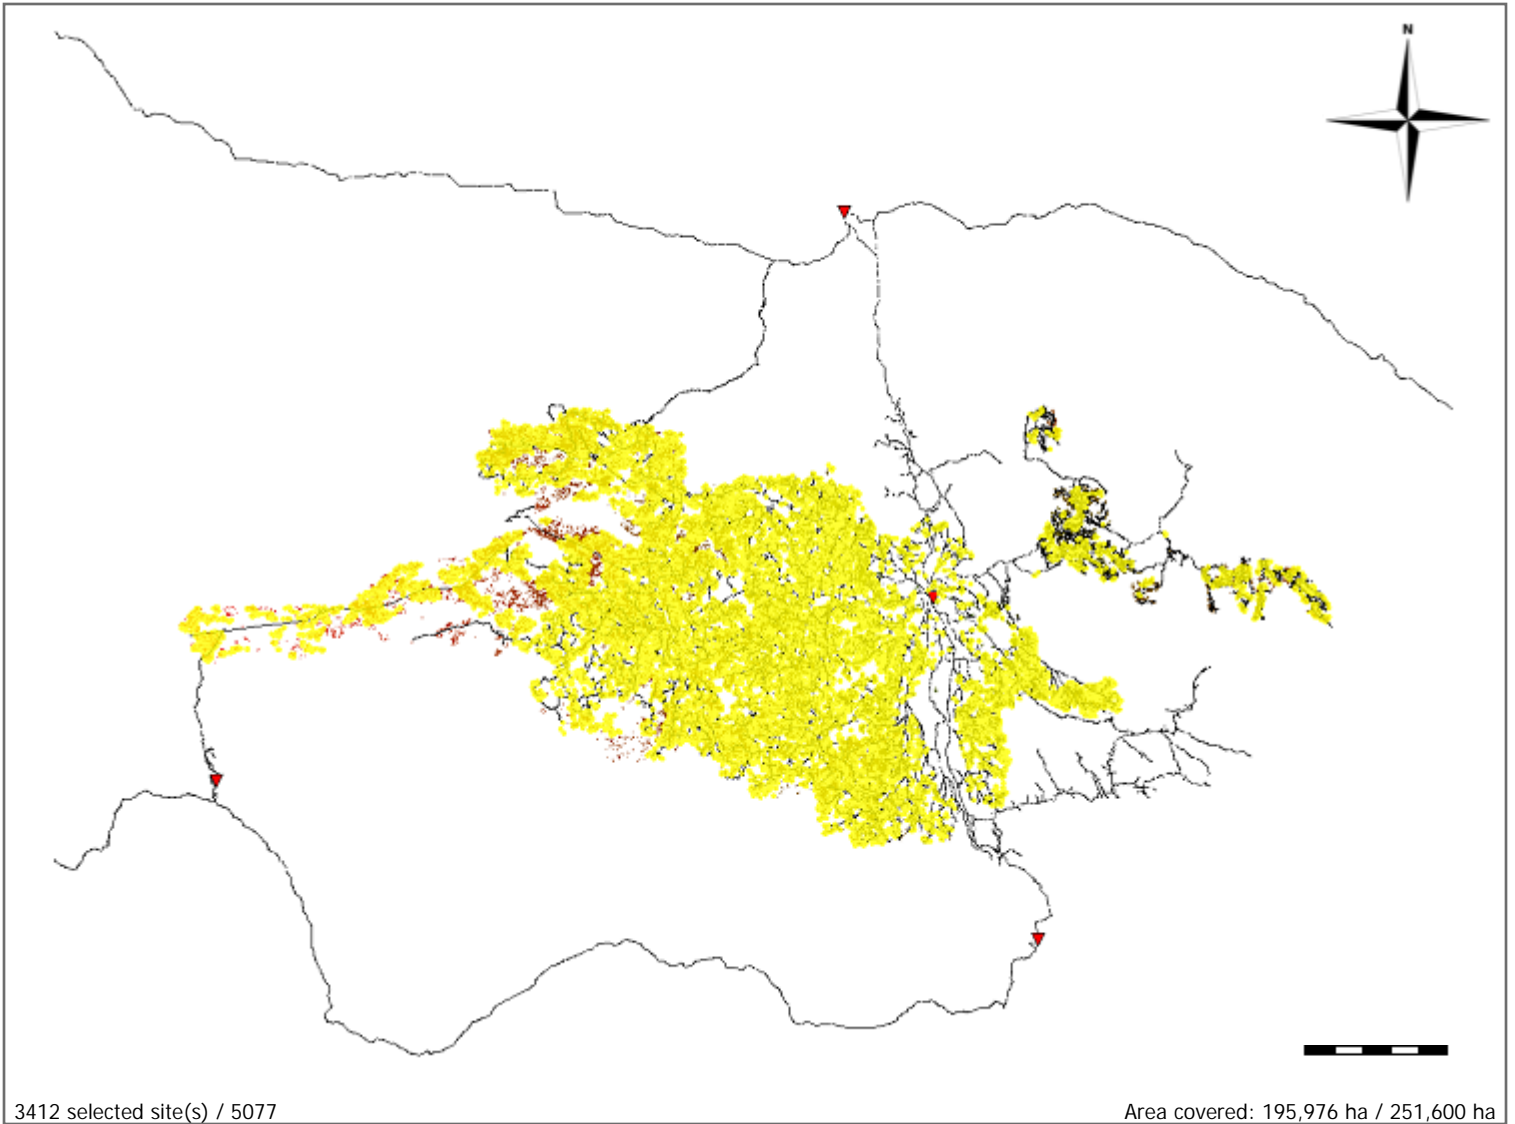 N
3412 selected site(s) / 5077
Area covered: 195,976 ha / 251,600 ha